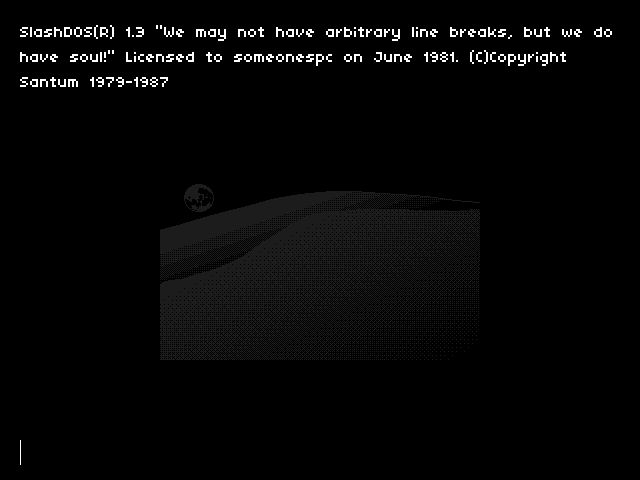 SlashDOS(R) 1.3 "We may not have arbitrary line breaks, but we do
have soul!" Licensed to someonespc on June 1981. (C)Copyright
Santum 1979-1987